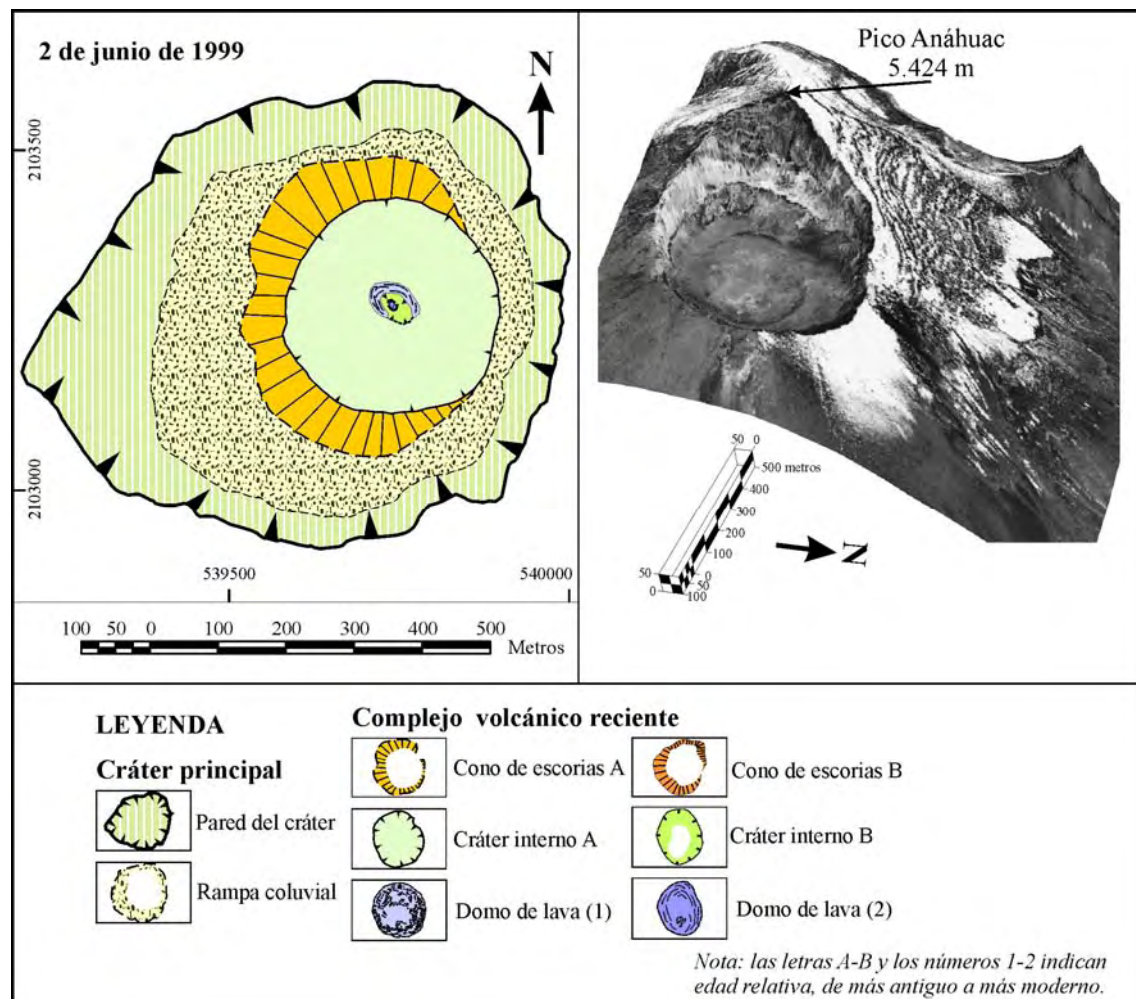 2 de junio de 1999
N
2103500
2103000
539500
540000
100 50 0 100 200 300 400 500 Metros
Pico Anáhuac
5.424 m
50 0
500 metros
400
300
200
100
50 0
0 50
100
N
LEYENDA
Cráter principal
Pared del cráter
Rampa coluvial
Complejo volcánico reciente
Cono de escorias A
Cráter interno A
Domo de lava (1)
Cono de escorias B
Cráter interno B
Domo de lava (2)
Nota: las letras A-B y los números 1-2 indican
edad relativa, de más antiguo a más moderno.